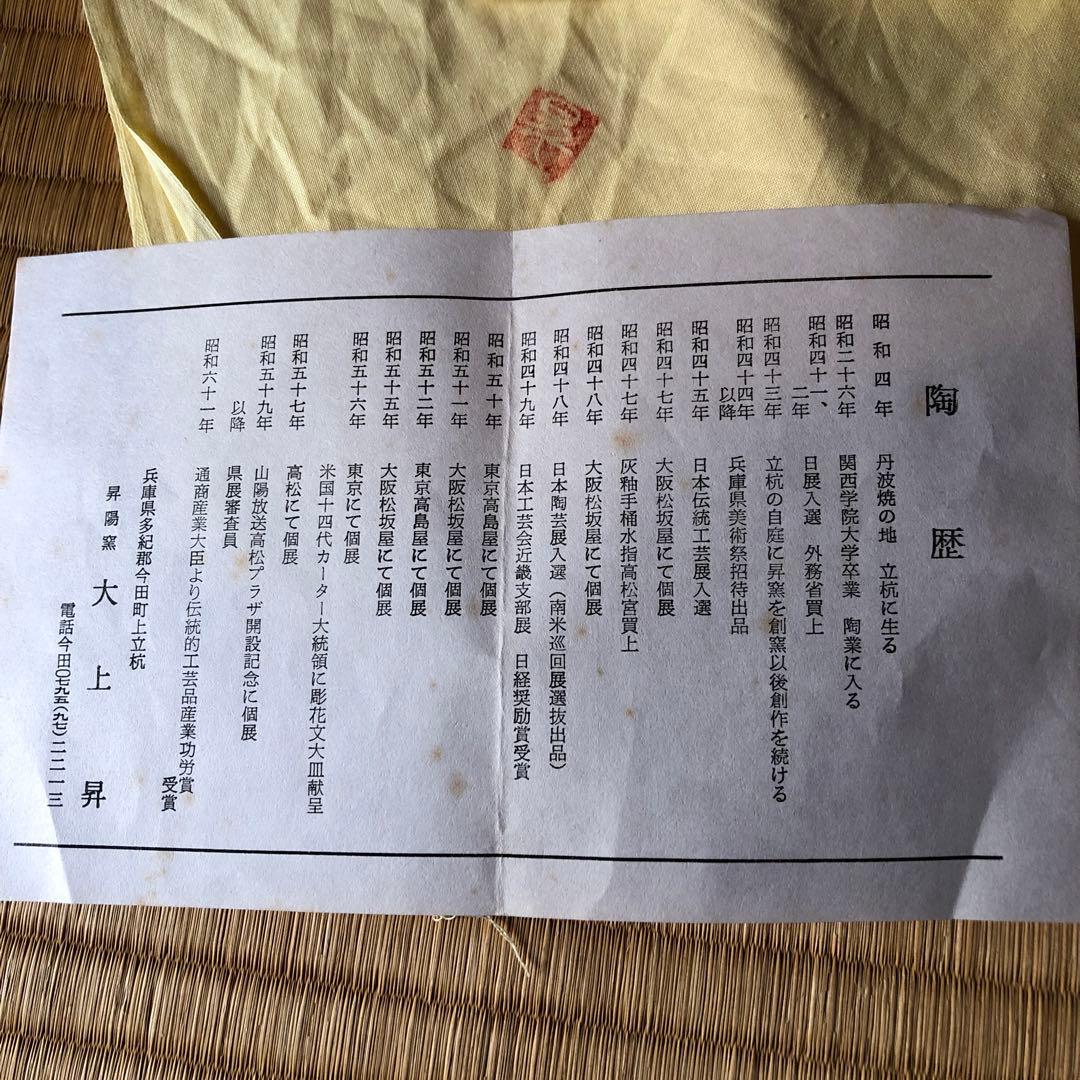 陶歴
昭和四年 丹波焼の地 立杭に生る
昭和二十六年 関西学院大学卒業 陶業に入る
昭和四十一、二年 日展入選 外務省買上
昭和四十三年 立杭の自庭に昇窯を創窯以後創作を続ける
昭和四十四年以降 兵庫県美術祭招待出品
昭和四十五年 日本伝統工芸展入選
昭和四十七年 大阪松坂屋にて個展
昭和四十七年 灰釉手桶水指高松宮買上
昭和四十八年 大阪松坂屋にて個展
昭和四十八年 日本陶芸展入選（南米巡回展選抜出品）
昭和四十九年 日本工芸会近畿支部展 日経奨励賞受賞
昭和五十年 東京高島屋にて個展
昭和五十一年 大阪松坂屋にて個展
昭和五十二年 東京高島屋にて個展
昭和五十五年 大阪松坂屋にて個展
昭和五十六年 東京にて個展
米国十四代カーター大統領に彫花文大皿献呈
昭和五十七年 高松にて個展
山陽放送高松プラザ開設記念に個展
昭和五十九年以降 県展審査員
昭和六十一年 通商産業大臣より伝統的工芸品産業功労賞受賞
兵庫県多紀郡今田町上立杭
昇陽窯 大上昇
電話今田〇七九五（九七）二二一三